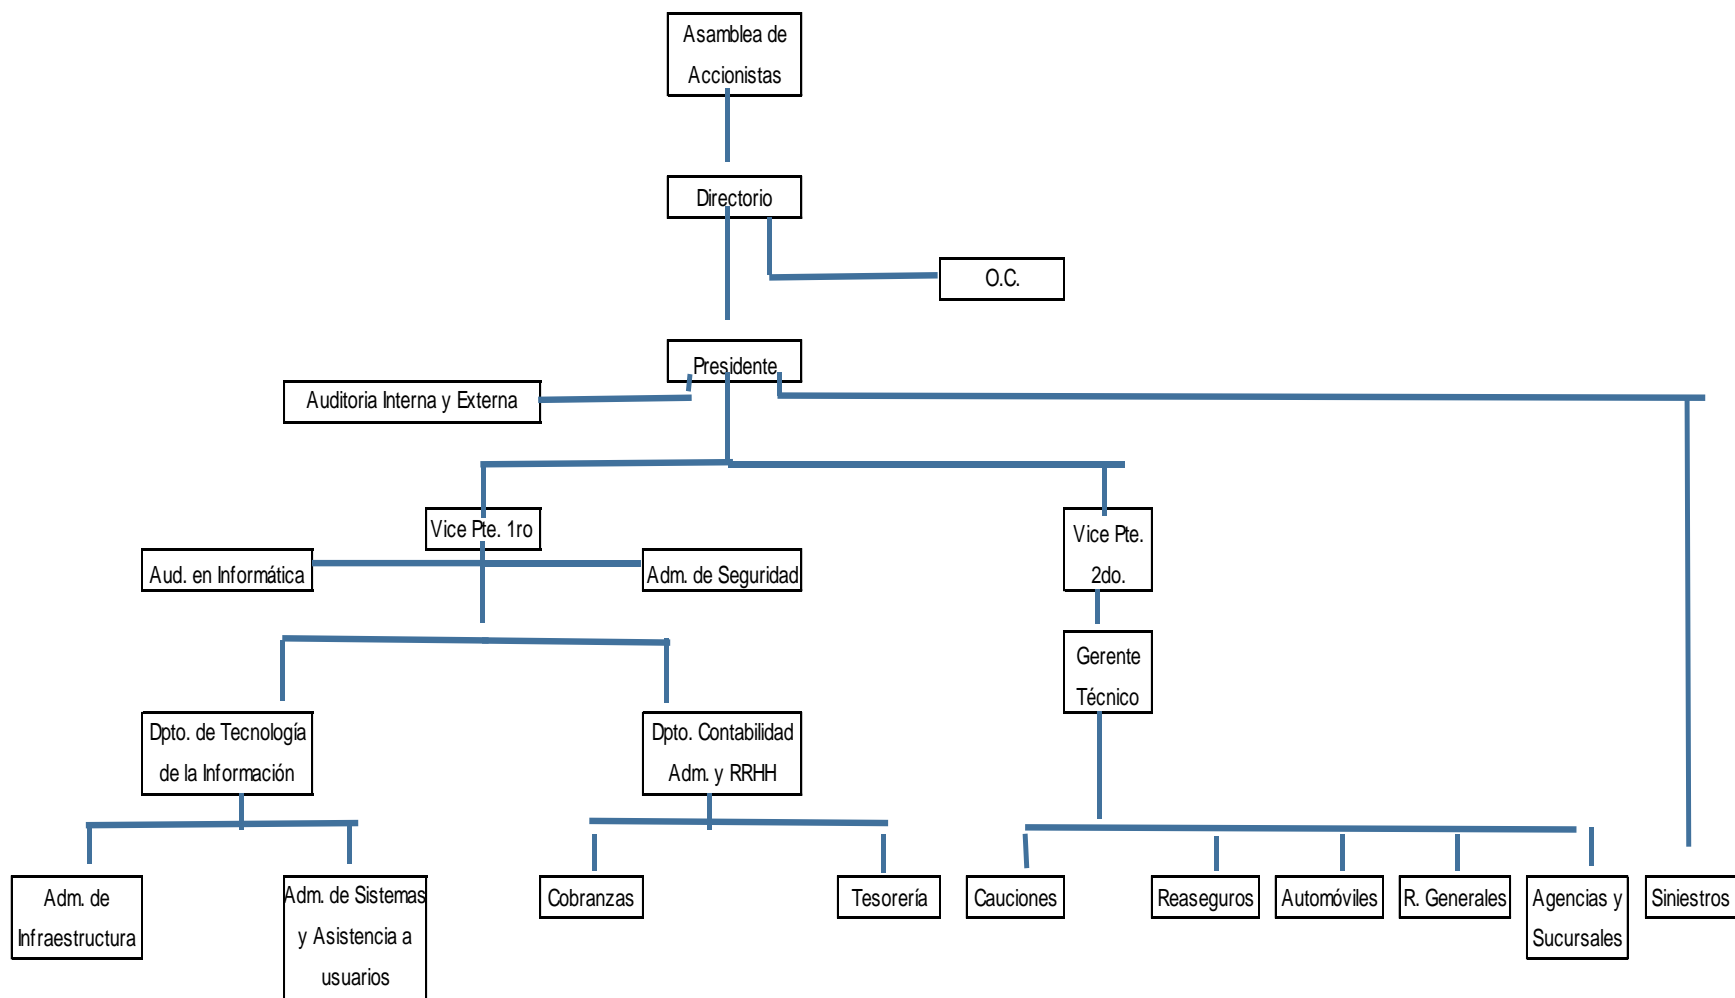 Asamblea de
Accionistas
Directorio
O.C.
Presidente
Auditoria Interna y Externa
Vice Pte. 1ro
Vice Pte.
2do.
Aud. en Informática
Adm. de Seguridad
Gerente
Técnico
Dpto. de Tecnología
de la Información
Dpto. Contabilidad
Adm. y RRHH
Adm. de
Infraestructura
Adm. de Sistemas
y Asistencia a
usuarios
Cobranzas
Tesorería
Cauciones
Reaseguros
Automóviles
R. Generales
Agencias y
Sucursales
Siniestros